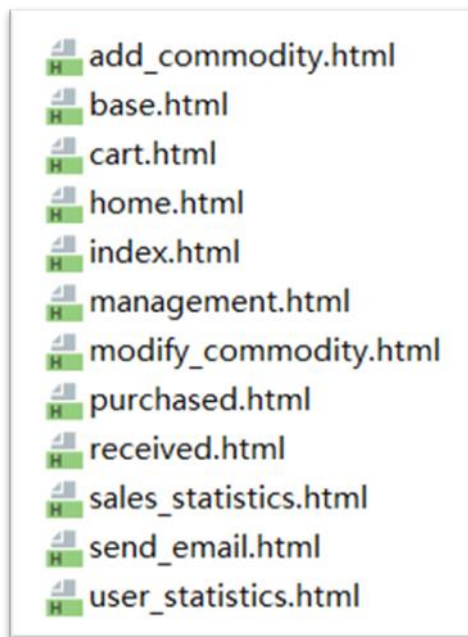 add_commodity.html
base.html
cart.html
home.html
index.html
management.html
modify_commodity.html
purchased.html
received.html
sales_statistics.html
send_email.html
user_statistics.html